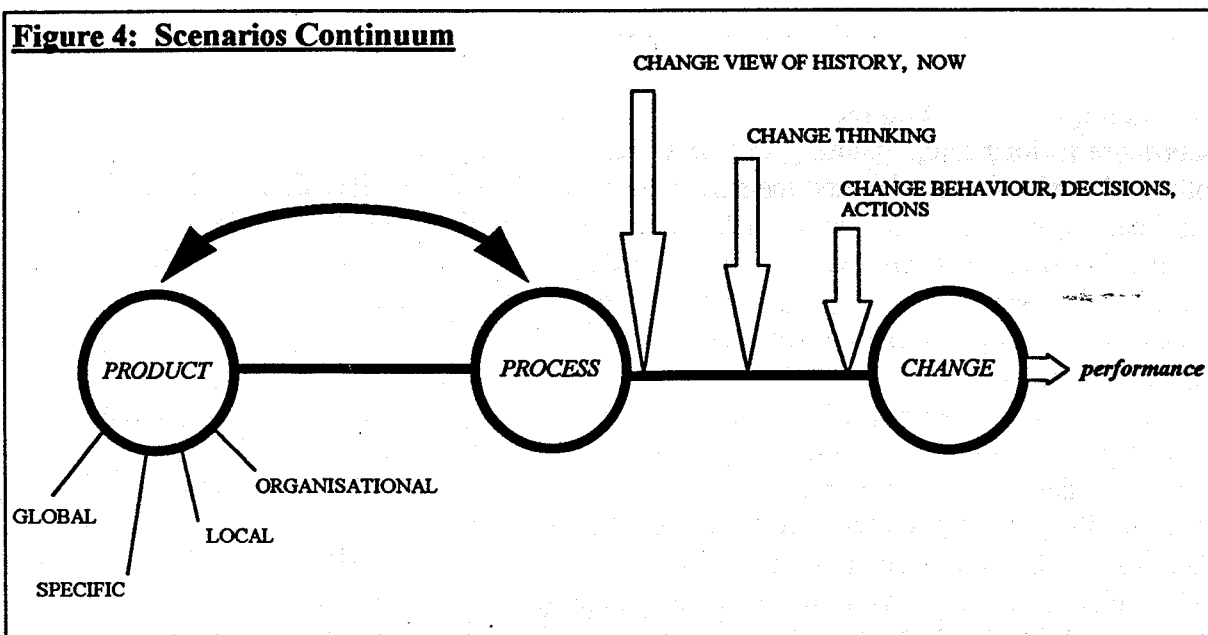 Figure 4: Scenarios Continuum
CHANGE VIEW OF HISTORY, NOW
CHANGE THINKING
CHANGE BEHAVIOUR, DECISIONS,
ACTIONS
PRODUCT
PROCESS
CHANGE
performance
ORGANISATIONAL
GLOBAL
LOCAL
SPECIFIC